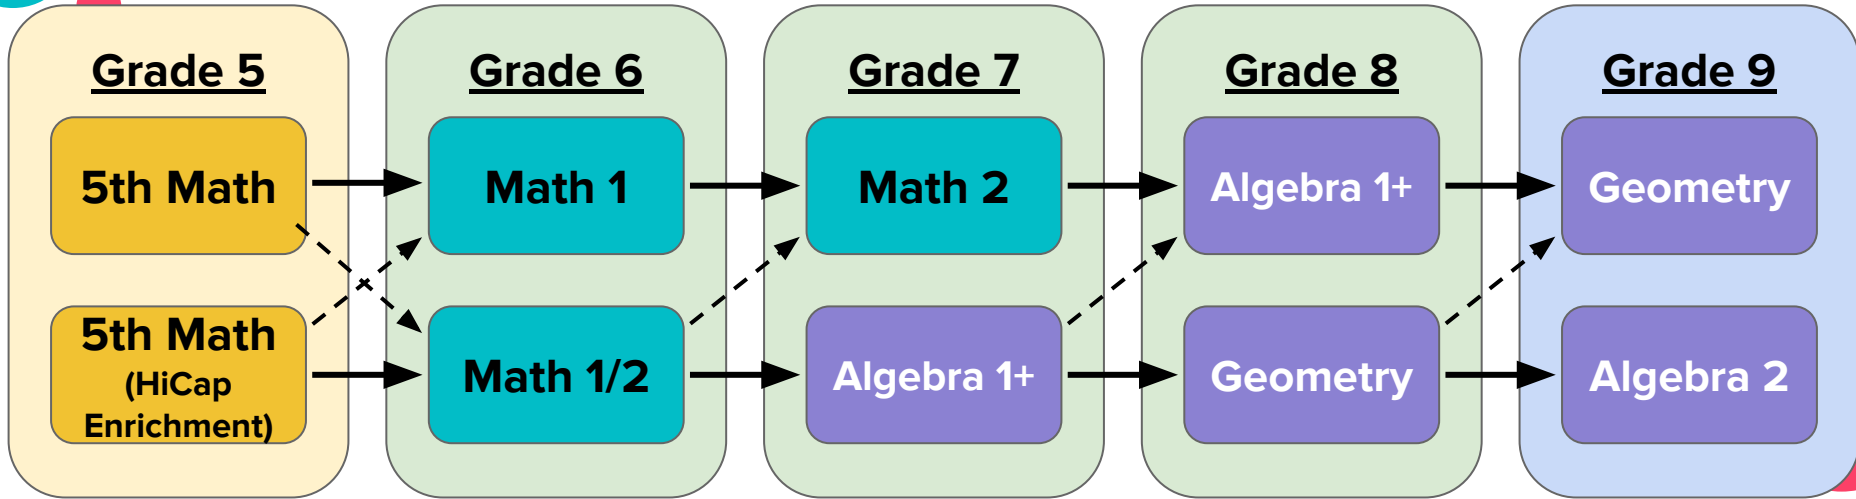 Grade 5
5th Math
5th Math
(HiCap
Enrichment)
Grade 6
Math 1
Math 1/2
Grade 7
Math 2
Algebra 1+
Grade 8
Algebra 1+
Geometry
Grade 9
Geometry
Algebra 2